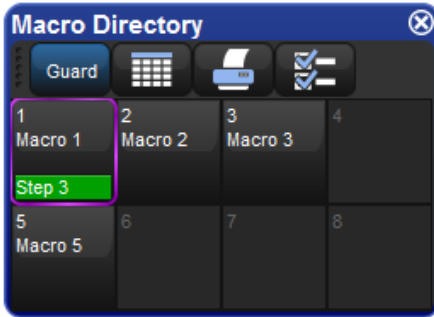 Macro Directory
Guard
1 2 3 4
Macro 1 Macro 2 Macro 3
Step 3
5 6 7 8
Macro 5